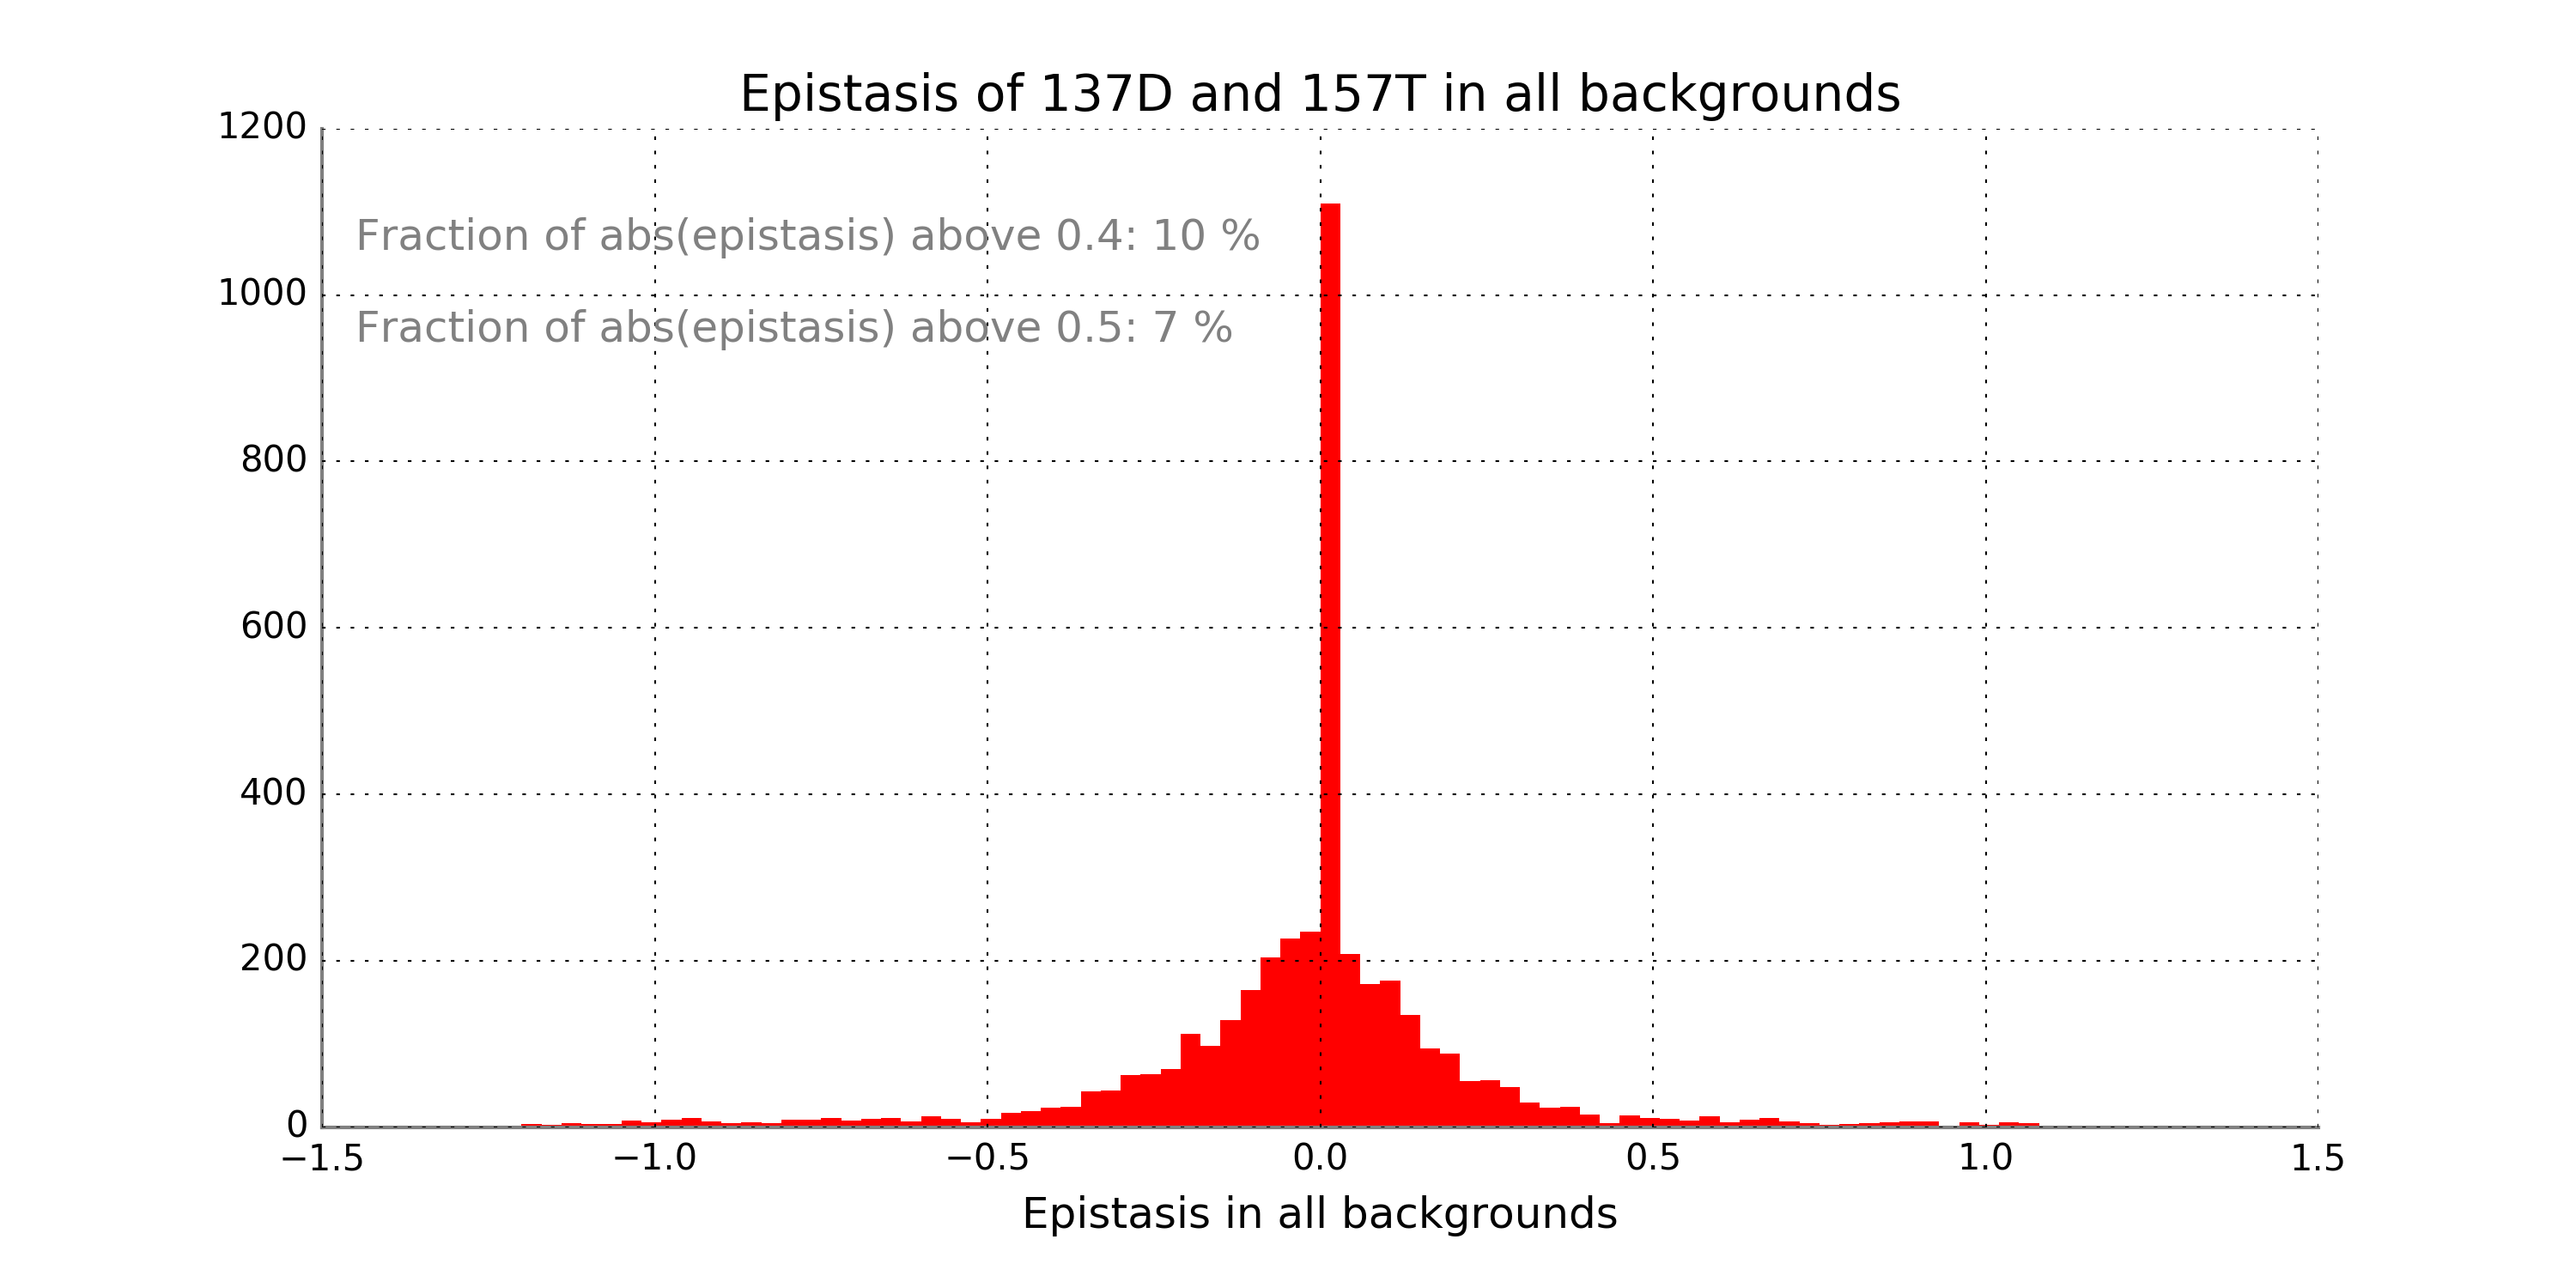 Epistasis of 137D and 157T in all backgrounds
1200
Fraction of abs(epistasis) above 0.4: 10 %
1000
Fraction of abs(epistasis) above 0.5: 7 %
800
600
400
200
0
−1.5 −1.0 −0.5 0.0 0.5 1.0 1.5
Epistasis in all backgrounds